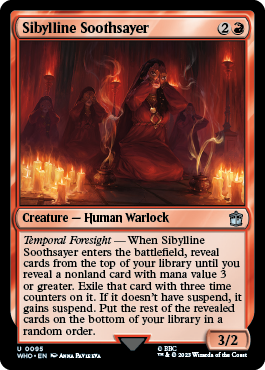 Sibylline Soothsayer 2
Creature — Human Warlock
Temporal Foresight — When Sibylline
Soothsayer enters the battlefield, reveal
cards from the top of your library until you
reveal a nonland card with mana value 3
or greater. Exile that card with three time
counters on it. If it doesn't have suspend, it
gains suspend. Put the rest of the revealed
cards on the bottom of your library in a
random order.
3/2
U 0095
WHO • EN Anna Pavleeva
© BBC
™ & © 2023 Wizards of the Coast